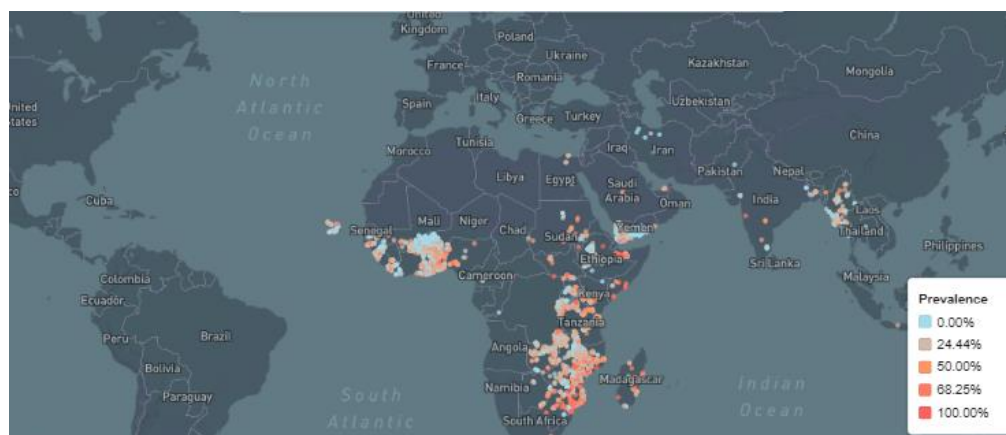 United
Kingdom
Poland
Ukraine
Kazakhstan
Mongolia
France
Romania
North
Atlantic
Ocean
Uzbekistan
Spain
Italy
Greece
Turkey
China
United
States
Morocco
Tunisia
Iraq
Iran
Pakistan
Nepal
Libya
Egypt
Saudi
Arabia
Oman
India
Laos
Cuba
Mali
Niger
Senegal
Chad
Sudan
Yemen
Thailand
Philippines
Ethiopia
Sri Lanka
Cameroon
Malaysia
Colombia
Ecuador
Kenya
Tanzania
Peru
Brazil
Angola
Bolivia
Namibia
Madagascar
Paraguay
South
Atlantic
Indian
Ocean
South Africa
Prevalence
0.00%
24.44%
50.00%
68.25%
100.00%